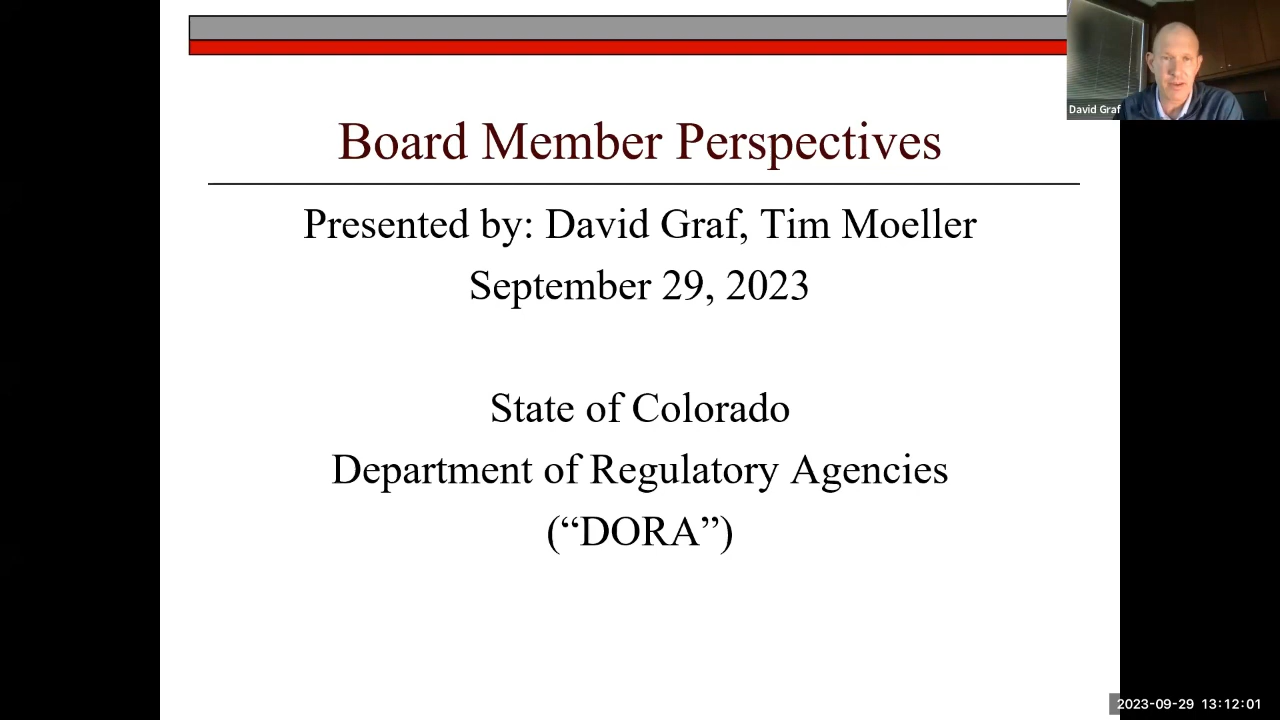 David Graf
Board Member Perspectives
Presented by: David Graf, Tim Moeller
September 29, 2023
State of Colorado
Department of Regulatory Agencies
(“DORA”)
2023-09-29 13:12:01